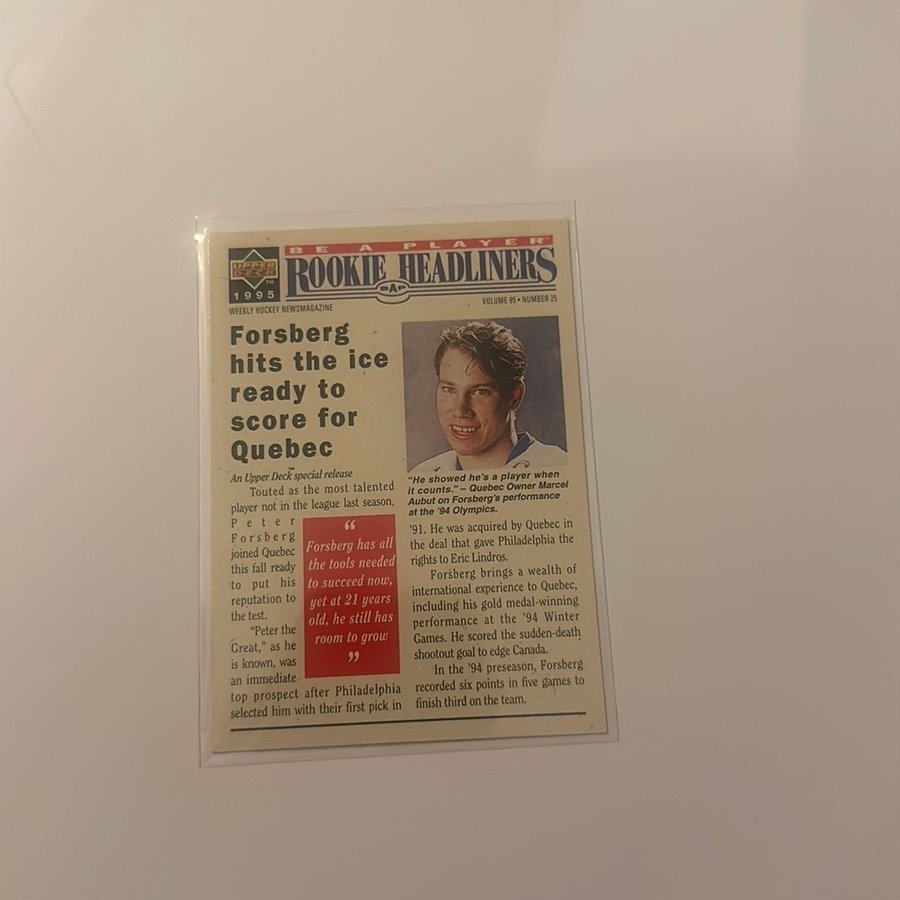 BE A PLAYER
UPPER DECK™
1995
ROOKIE HEADLINERS
BAP
WEEKLY HOCKEY NEWSMAGAZINE
VOLUME 95 • NUMBER 25
Forsberg
hits the ice
ready to
score for
Quebec
An Upper Deck™ special release
Touted as the most talented
player not in the league last season,
Peter
Forsberg
joined Quebec
this fall ready
to put his
reputation to
the test.
"Peter the
Great," as he
is known, was
an immediate
top prospect after Philadelphia
selected him with their first pick in
“
Forsberg has all
the tools needed
to succeed now,
yet at 21 years
old, he still has
room to grow
”
"He showed he's a player when
it counts." – Quebec Owner Marcel
Aubut on Forsberg's performance
at the '94 Olympics.
'91. He was acquired by Quebec in
the deal that gave Philadelphia the
rights to Eric Lindros.
Forsberg brings a wealth of
international experience to Quebec,
including his gold medal-winning
performance at the '94 Winter
Games. He scored the sudden-death
shootout goal to edge Canada.
In the '94 preseason, Forsberg
recorded six points in five games to
finish third on the team.